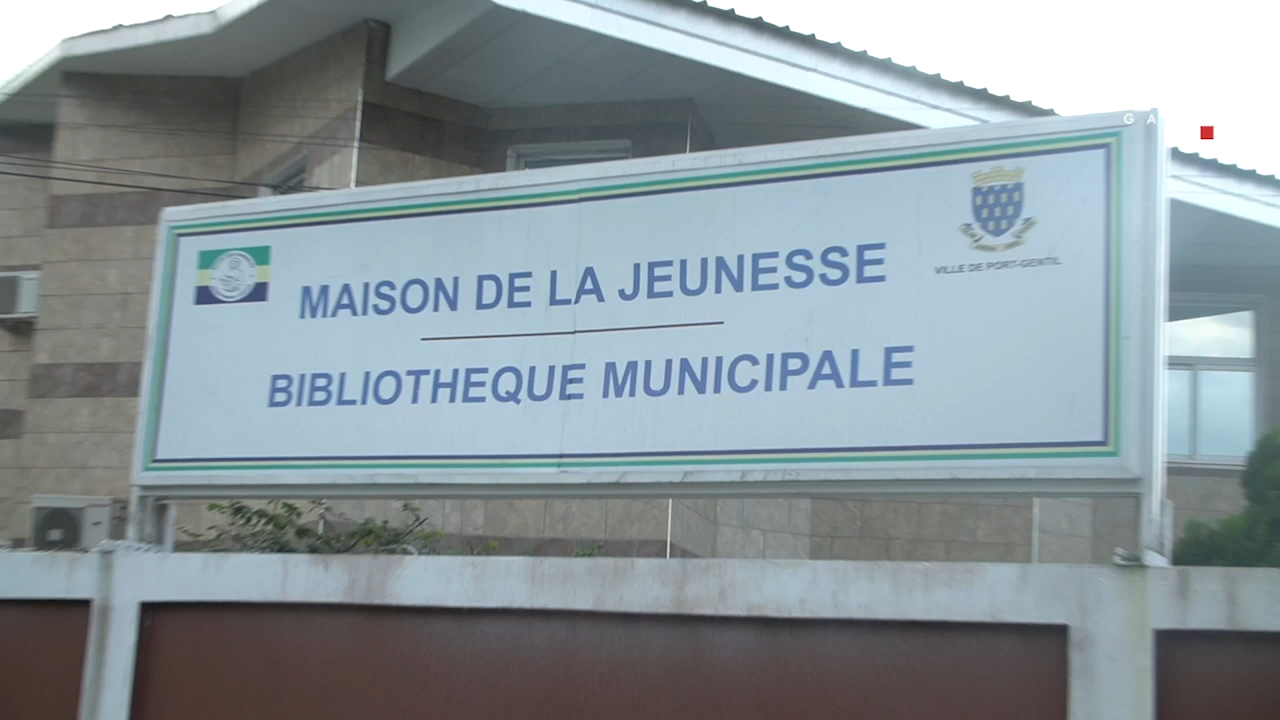 G A
MAISON DE LA JEUNESSE
VILLE DE PORT-GENTIL
BIBLIOTHEQUE MUNICIPALE